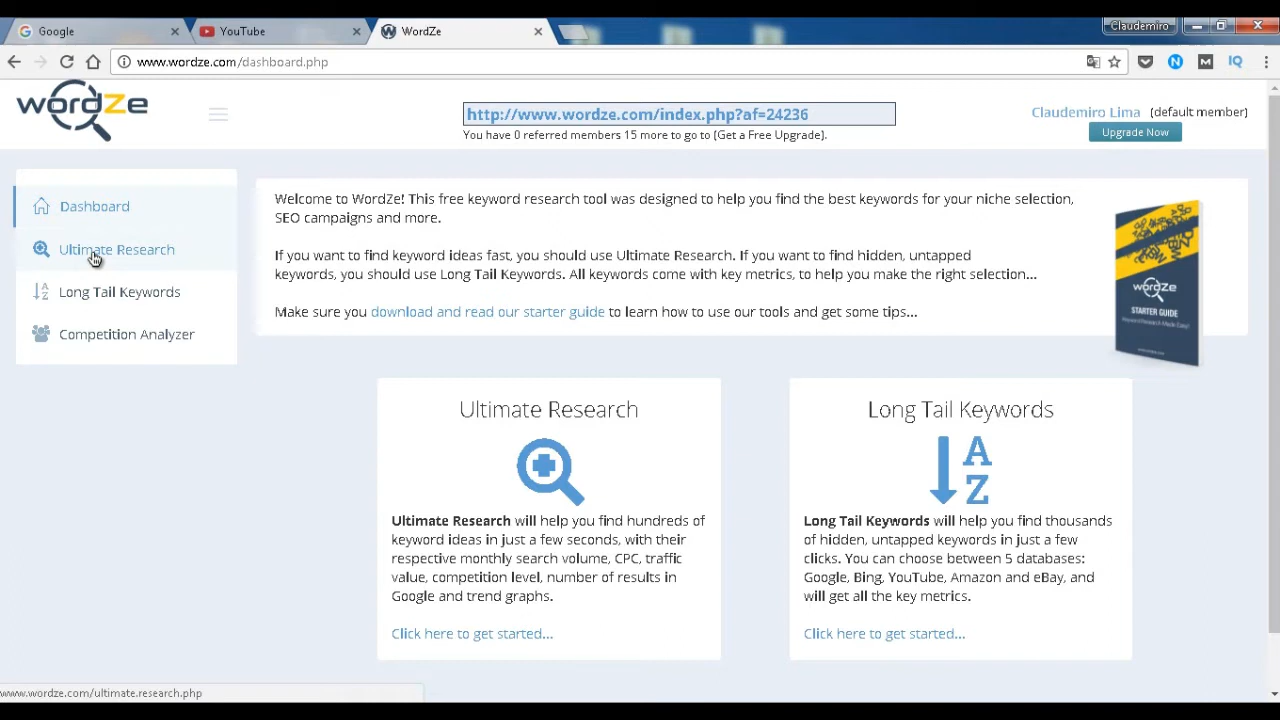 Google
YouTube
WordZe
Claudemiro
www.wordze.com/dashboard.php
wordZe
http://www.wordze.com/index.php?af=24236
You have 0 referred members 15 more to go to [Get a Free Upgrade].
Claudemiro Lima (default member)
Upgrade Now
Dashboard
Ultimate Research
Long Tail Keywords
Competition Analyzer
Welcome to WordZe! This free keyword research tool was designed to help you find the best keywords for your niche selection,
SEO campaigns and more.
If you want to find keyword ideas fast, you should use Ultimate Research. If you want to find hidden, untapped
keywords, you should use Long Tail Keywords. All keywords come with key metrics, to help you make the right selection...
Make sure you download and read our starter guide to learn how to use our tools and get some tips...
wordZe
STARTER GUIDE
Keyword Research Made Easy!
Ultimate Research
Ultimate Research will help you find hundreds of
keyword ideas in just a few seconds, with their
respective monthly search volume, CPC, traffic
value, competition level, number of results in
Google and trend graphs.
Click here to get started...
Long Tail Keywords
A
Z
Long Tail Keywords will help you find thousands
of hidden, untapped keywords in just a few
clicks. You can choose between 5 databases:
Google, Bing, YouTube, Amazon and eBay, and
will get all the key metrics.
Click here to get started...
www.wordze.com/ultimate.research.php